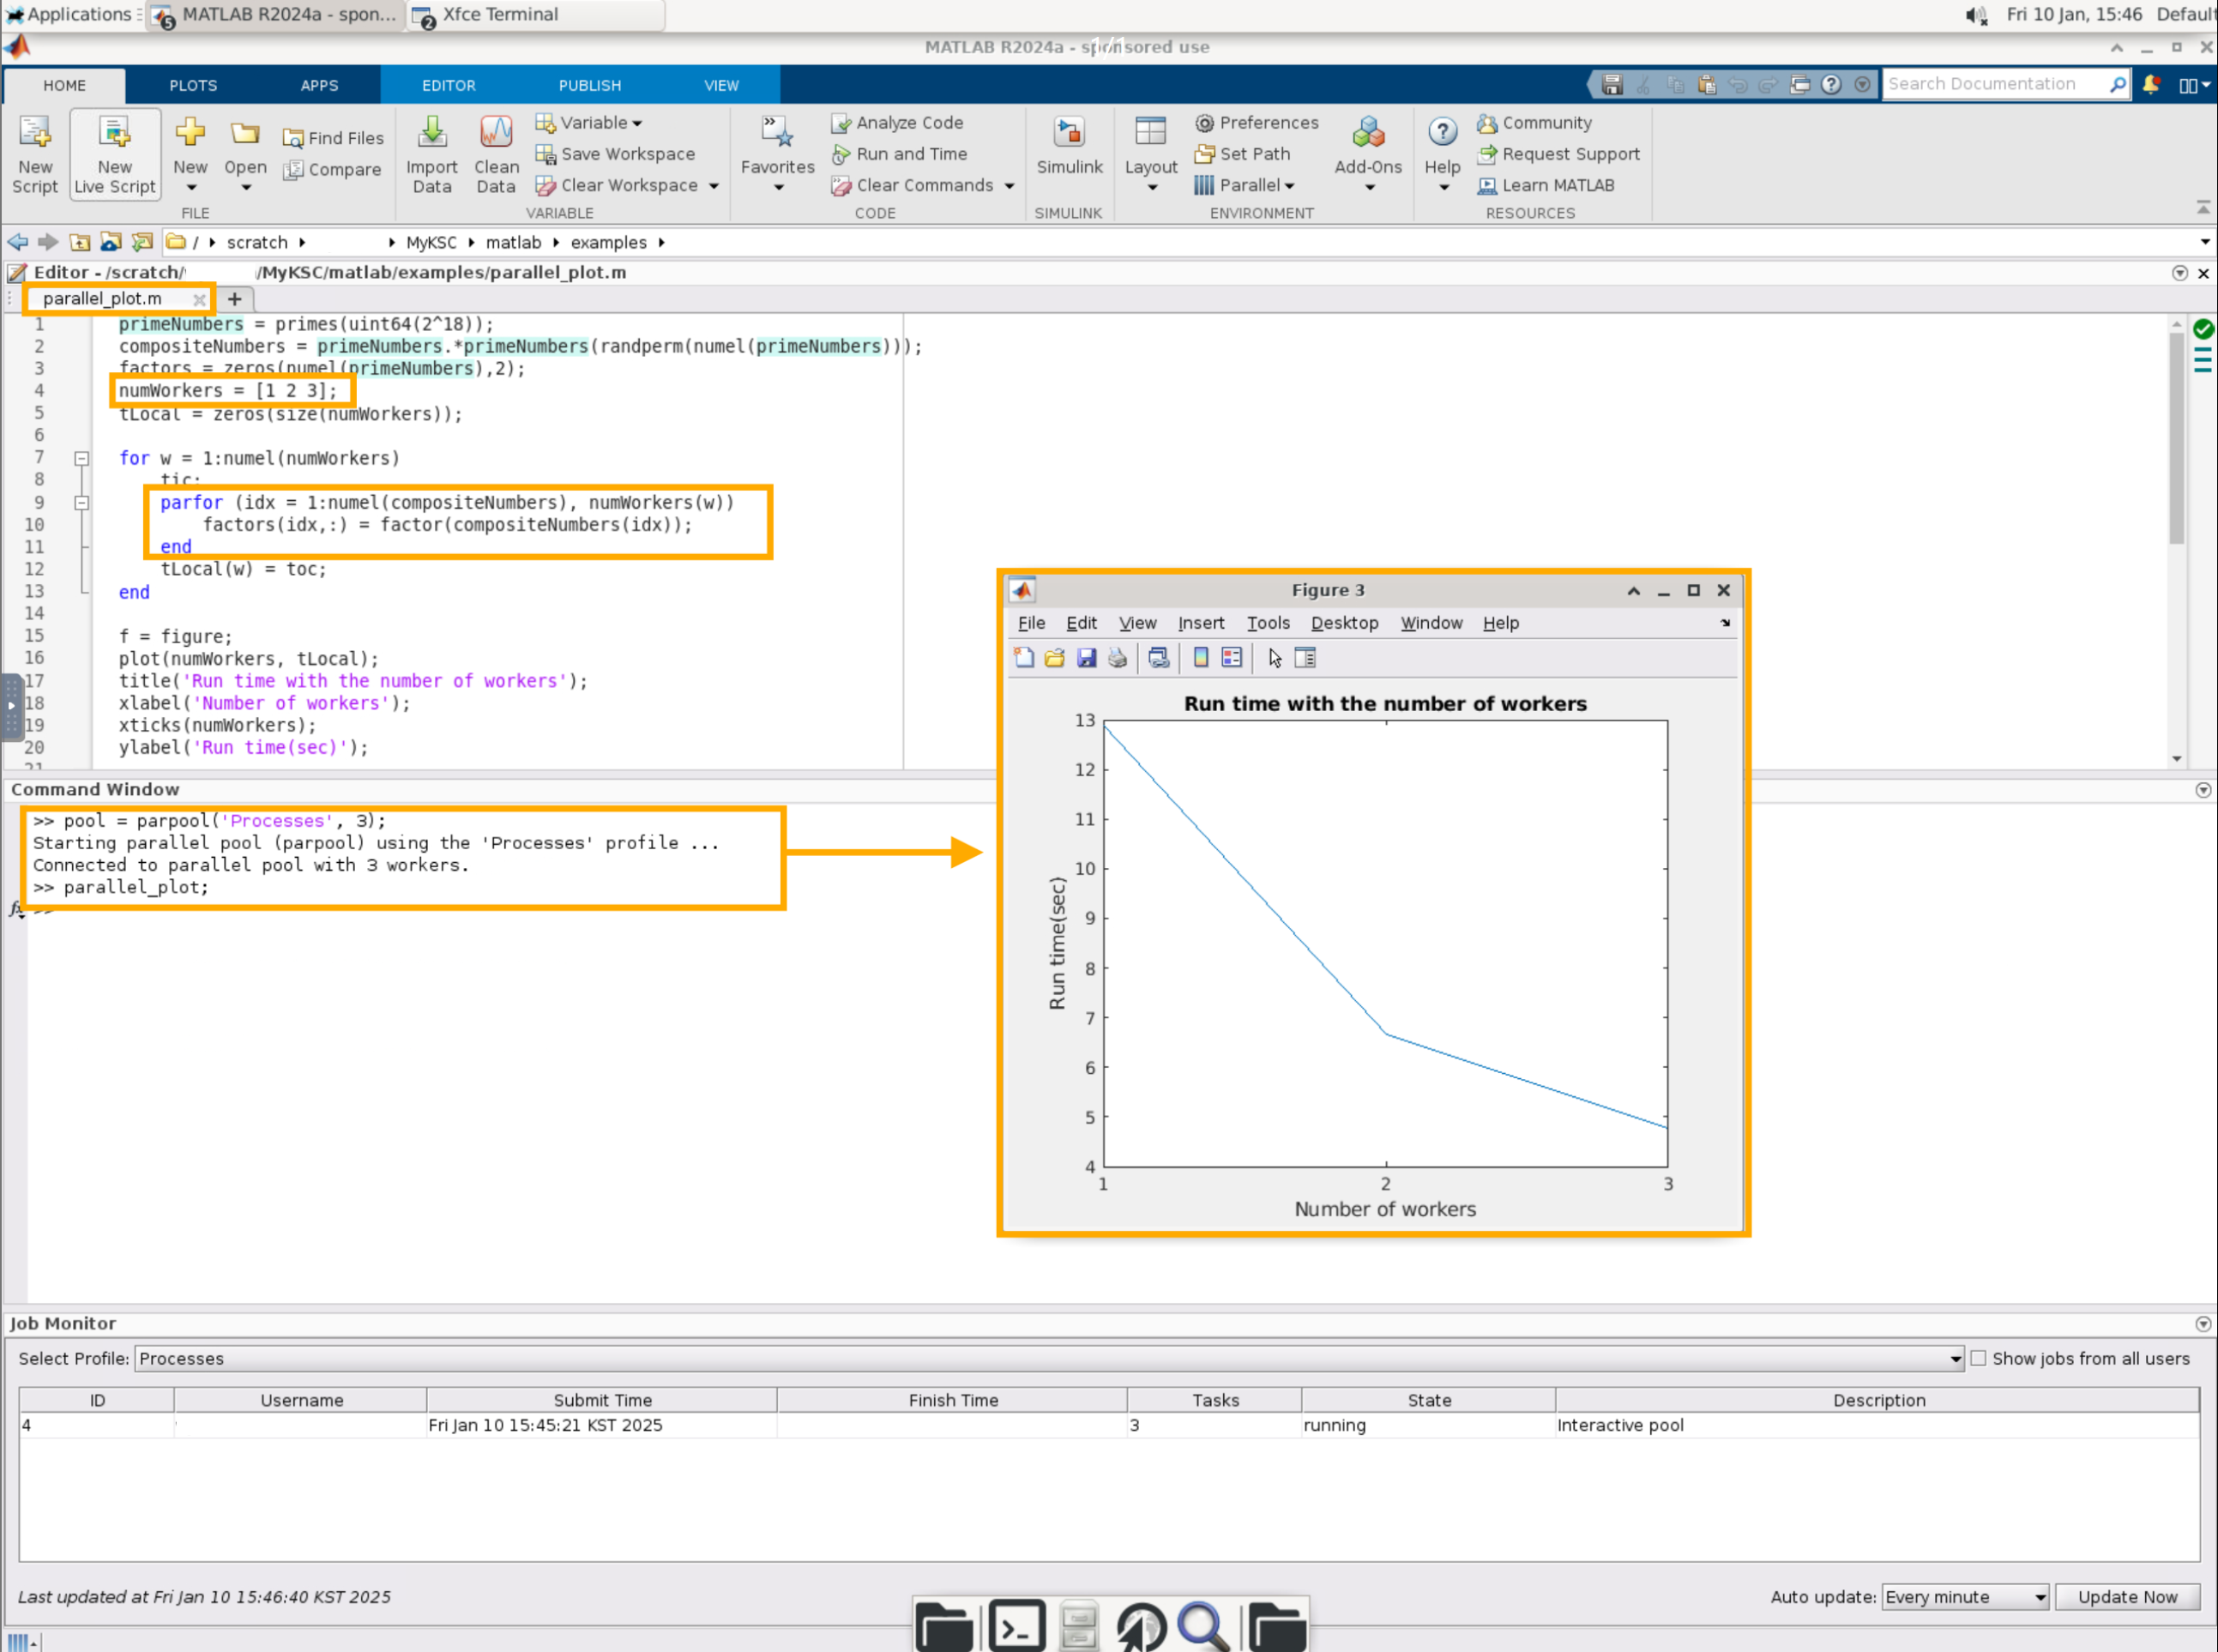 Applications
MATLAB R2024a - spon...
Xfce Terminal
Fri 10 Jan, 15:46 Default
5
2
MATLAB R2024a - sponsored use
1/1
HOME PLOTS APPS EDITOR PUBLISH VIEW
Search Documentation
New Script
New Live Script
New
Open
Find Files
Compare
FILE
Import Data
Clean Data
Variable
Save Workspace
Clear Workspace
VARIABLE
Favorites
Analyze Code
Run and Time
Clear Commands
CODE
Simulink
SIMULINK
Layout
Preferences
Set Path
Parallel
Add-Ons
ENVIRONMENT
Help
Community
Request Support
Learn MATLAB
RESOURCES
/ scratch MyKSC matlab examples
Editor - /scratch/ /MyKSC/matlab/examples/parallel_plot.m
parallel_plot.m
1 primeNumbers = primes(uint64(2^18));
2 compositeNumbers = primeNumbers.*primeNumbers(randperm(numel(primeNumbers)));
3 factors = zeros(numel(primeNumbers),2);
4 numWorkers = [1 2 3];
5 tLocal = zeros(size(numWorkers));
6
7 for w = 1:numel(numWorkers)
8 tic;
9 parfor (idx = 1:numel(compositeNumbers), numWorkers(w))
10 factors(idx,:) = factor(compositeNumbers(idx));
11 end
12 tLocal(w) = toc;
13 end
14
15 f = figure;
16 plot(numWorkers, tLocal);
17 title('Run time with the number of workers');
18 xlabel('Number of workers');
19 xticks(numWorkers);
20 ylabel('Run time(sec)');
21
Command Window
>> pool = parpool('Processes', 3);
Starting parallel pool (parpool) using the 'Processes' profile ...
Connected to parallel pool with 3 workers.
>> parallel_plot;
fx >>
Figure 3
File Edit View Insert Tools Desktop Window Help
Run time with the number of workers
13
12
11
10
9
8
7
6
5
4
Run time(sec)
1 2 3
Number of workers
Job Monitor
Select Profile: Processes
Show jobs from all users
ID Username Submit Time Finish Time Tasks State Description
4 Fri Jan 10 15:45:21 KST 2025 3 running Interactive pool
Last updated at Fri Jan 10 15:46:40 KST 2025
Auto update: Every minute
Update Now